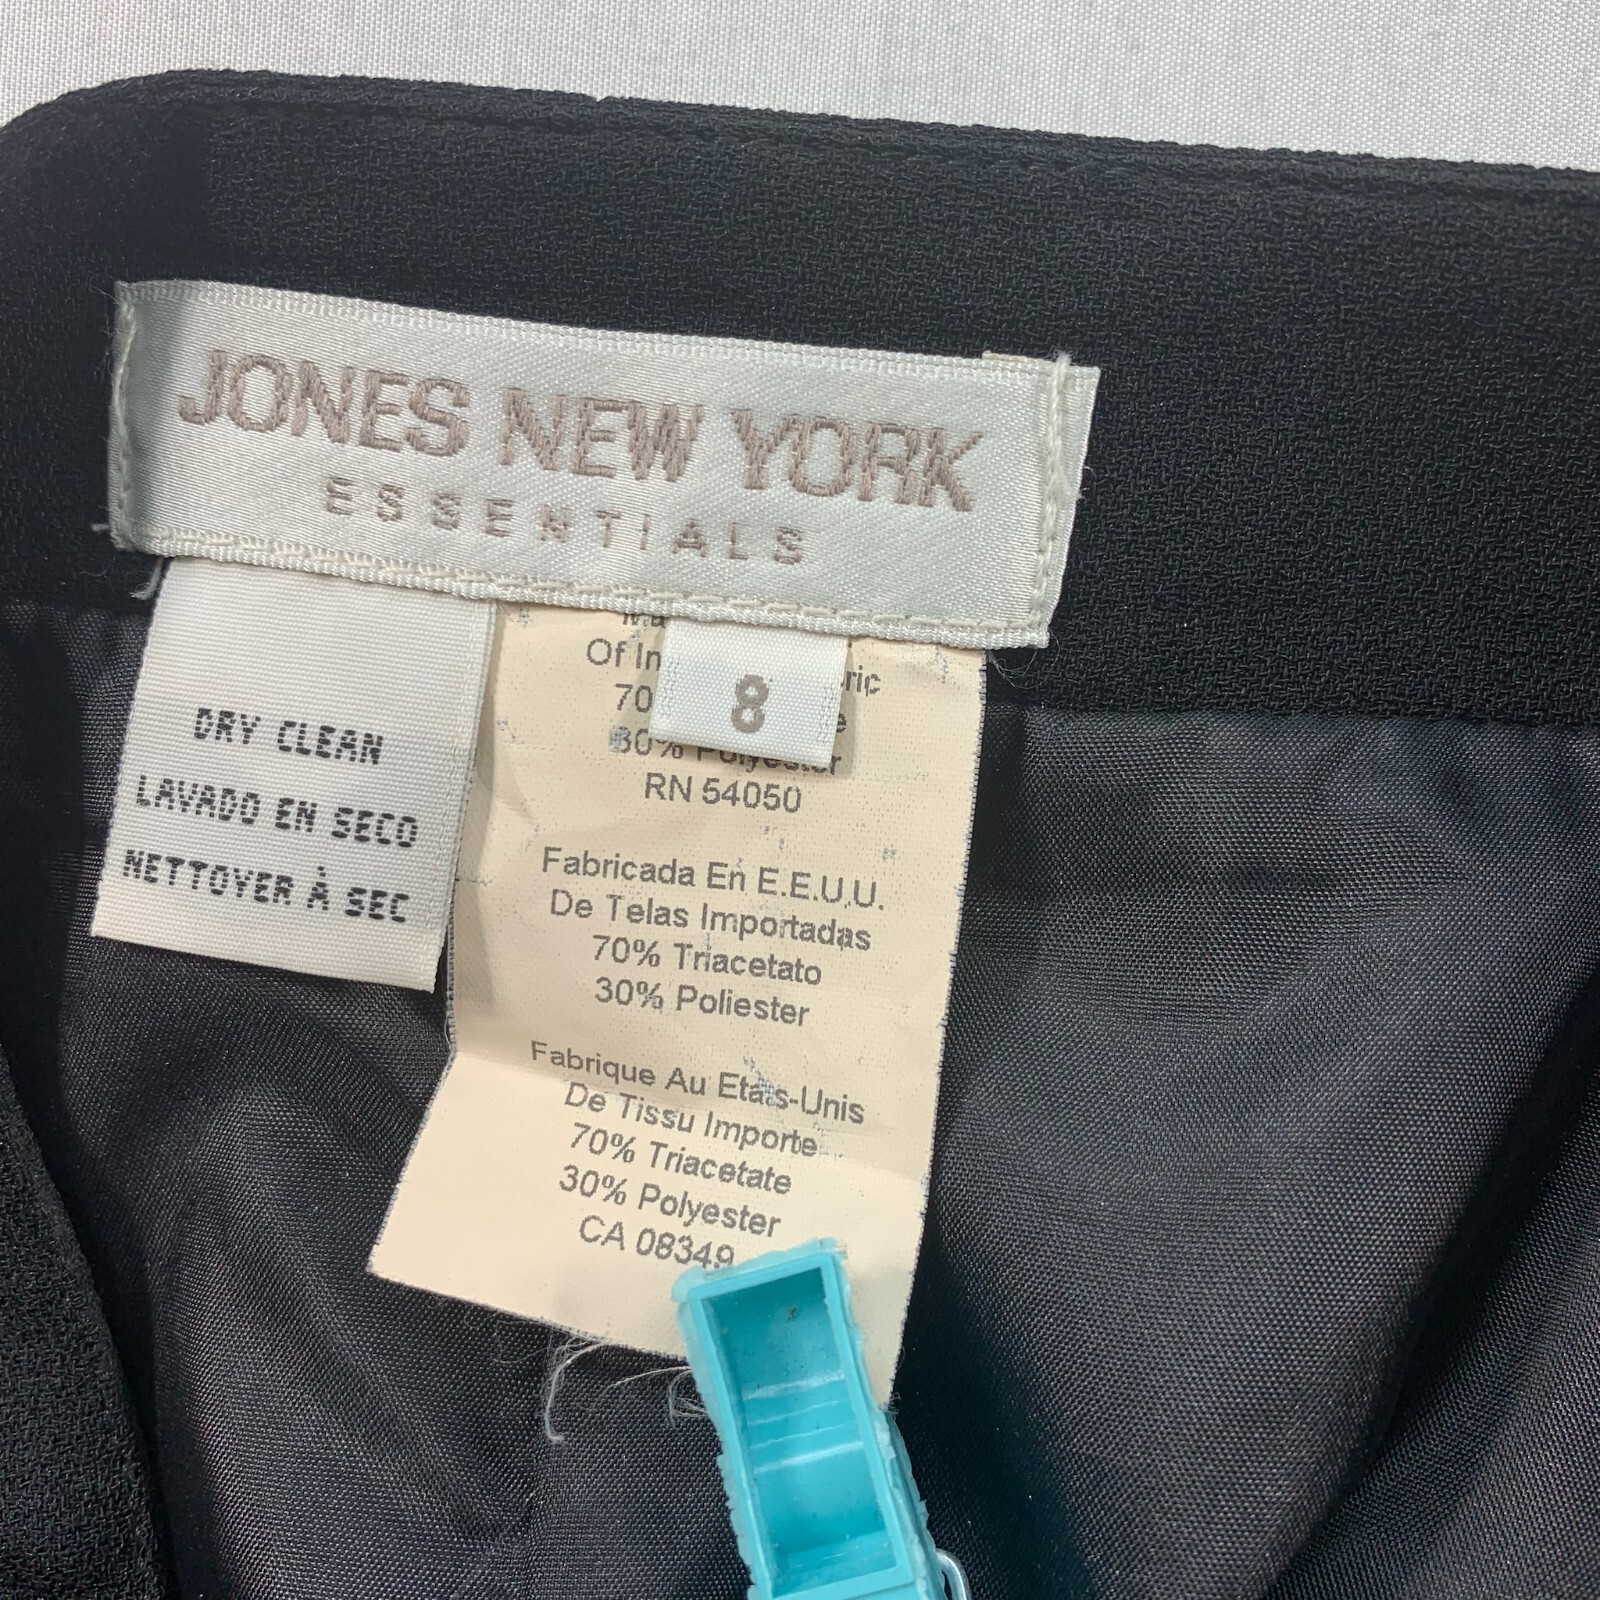 JONES NEW YORK
ESSENTIALS
8
DRY CLEAN
LAVADO EN SECO
NETTOYER À SEC
Of
70
30% Polyester
RN 54050
Fabricada En E.E.U.U.
De Telas Importadas
70% Triacetato
30% Poliester
Fabrique Au Etats-Unis
De Tissu Importe
70% Triacetate
30% Polyester
CA 08349